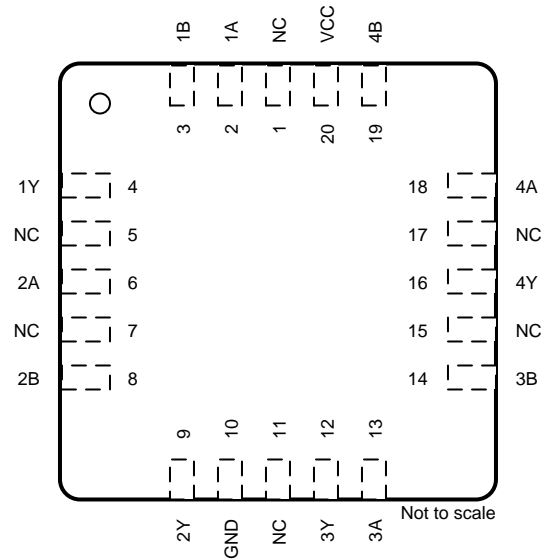 1B 1A NC VCC 4B
3 2 1 20 19
1Y 4 18 4A
NC 5 17 NC
2A 6 16 4Y
NC 7 15 NC
2B 8 14 3B
9 10 11 12 13
2Y GND NC 3Y 3A
Not to scale